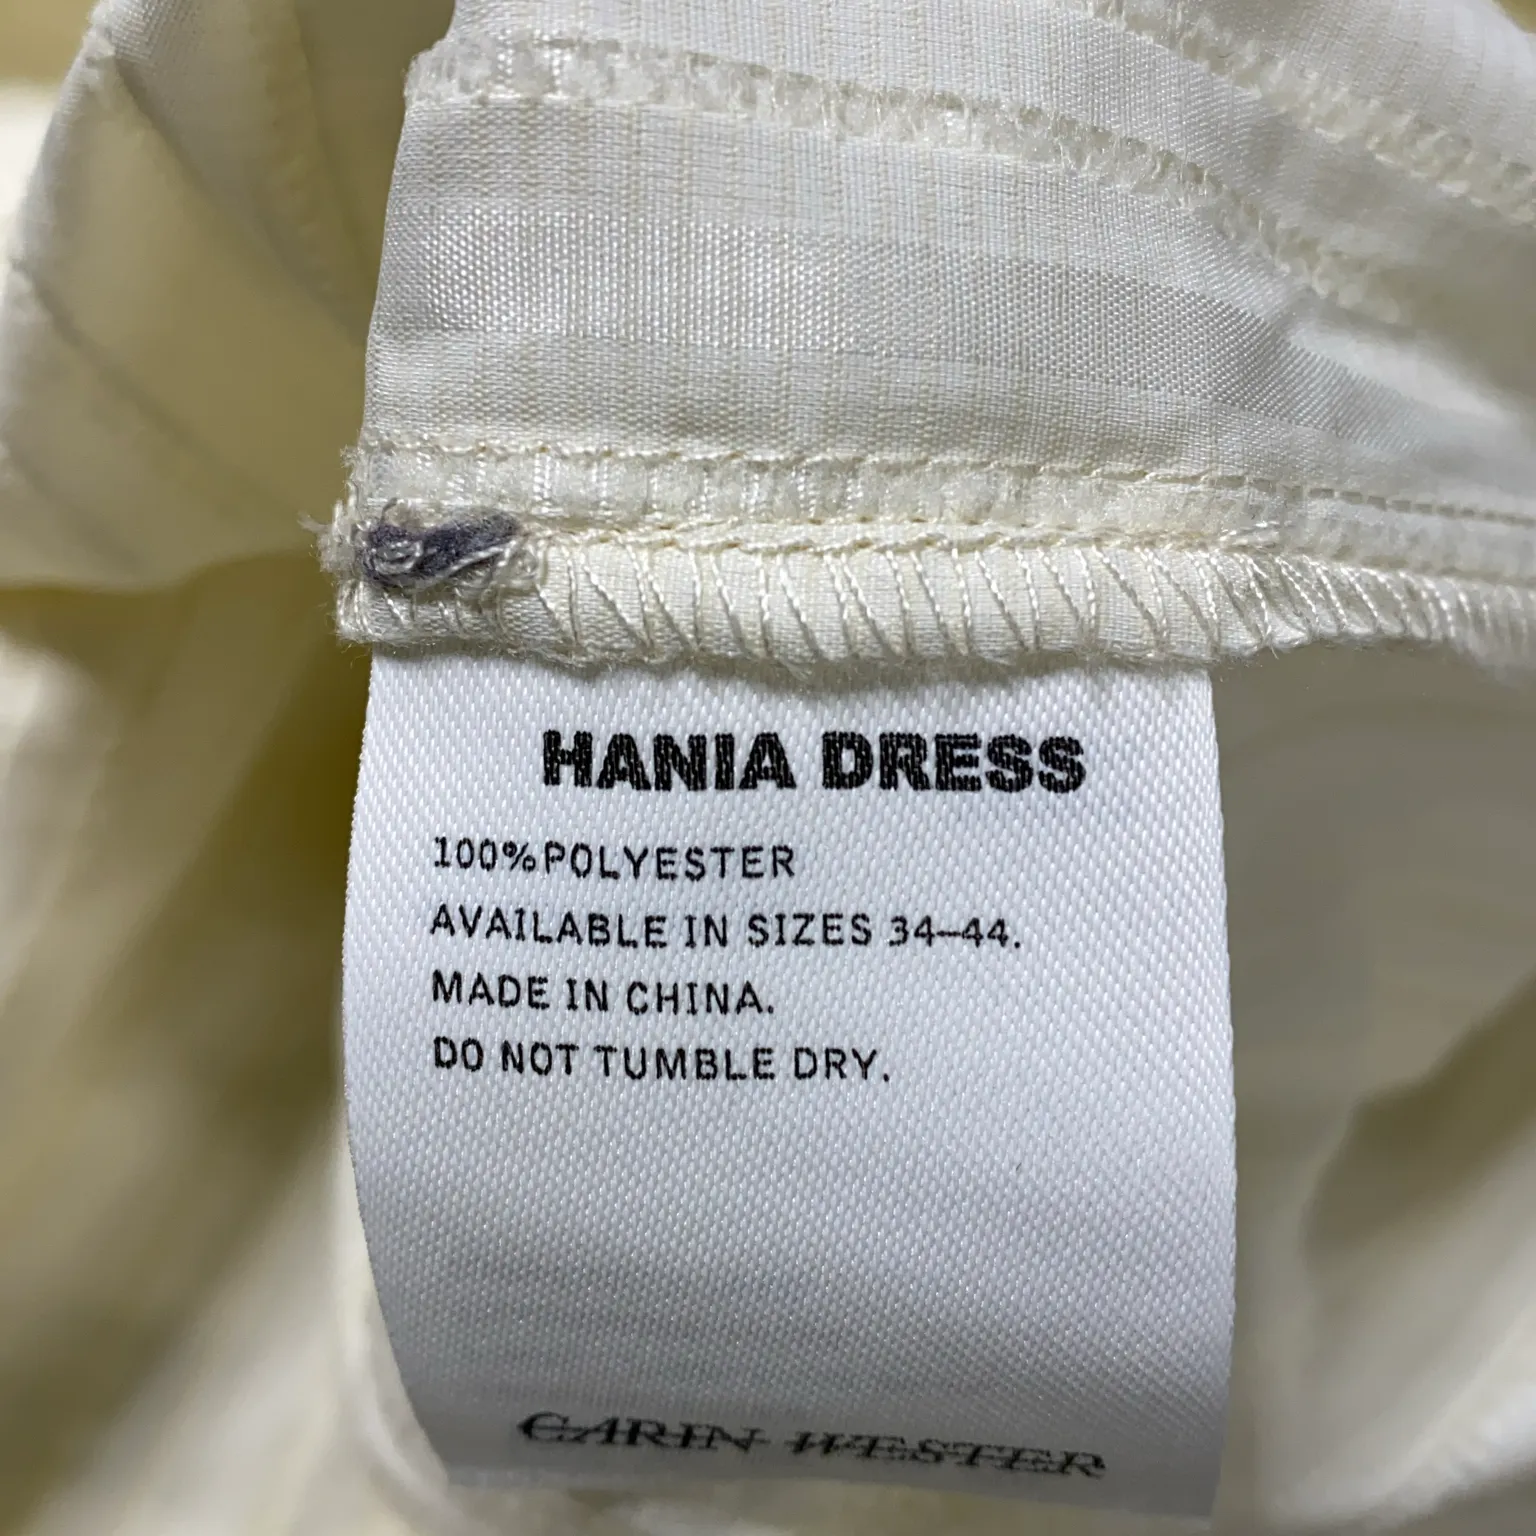 HANIA DRESS
100%POLYESTER
AVAILABLE IN SIZES 34–44.
MADE IN CHINA.
DO NOT TUMBLE DRY.
CARIN WESTER